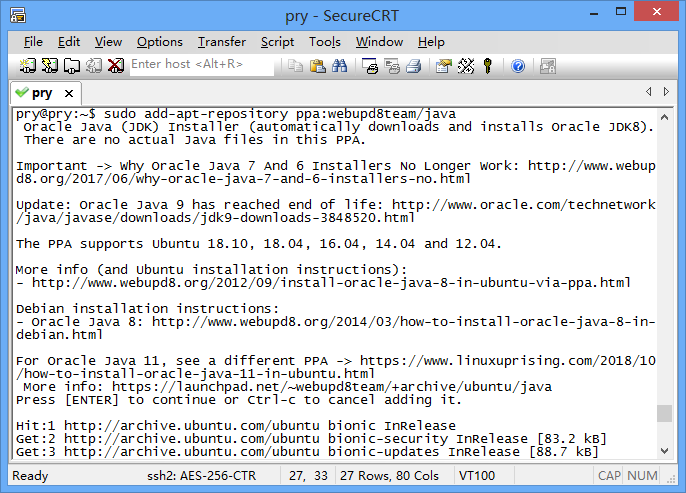 pry - SecureCRT
File Edit View Options Transfer Script Tools Window Help
Enter host <Alt+R>
pry
pry@pry:~$ sudo add-apt-repository ppa:webupd8team/java
 Oracle Java (JDK) Installer (automatically downloads and installs Oracle JDK8).
 There are no actual Java files in this PPA.

Important -> Why Oracle Java 7 And 6 Installers No Longer Work: http://www.webup
d8.org/2017/06/why-oracle-java-7-and-6-installers-no.html

Update: Oracle Java 9 has reached end of life: http://www.oracle.com/technetwork
/java/javase/downloads/jdk9-downloads-3848520.html

The PPA supports Ubuntu 18.10, 18.04, 16.04, 14.04 and 12.04.

More info (and Ubuntu installation instructions):
- http://www.webupd8.org/2012/09/install-oracle-java-8-in-ubuntu-via-ppa.html

Debian installation instructions:
- Oracle Java 8: http://www.webupd8.org/2014/03/how-to-install-oracle-java-8-in-
debian.html

For Oracle Java 11, see a different PPA -> https://www.linuxuprising.com/2018/10
/how-to-install-oracle-java-11-in-ubuntu.html
 More info: https://launchpad.net/~webupd8team/+archive/ubuntu/java
Press [ENTER] to continue or Ctrl-c to cancel adding it.

Hit:1 http://archive.ubuntu.com/ubuntu bionic InRelease
Get:2 http://archive.ubuntu.com/ubuntu bionic-security InRelease [83.2 kB]
Get:3 http://archive.ubuntu.com/ubuntu bionic-updates InRelease [88.7 kB]
Ready ssh2: AES-256-CTR 27, 33 27 Rows, 80 Cols VT100 CAP NUM